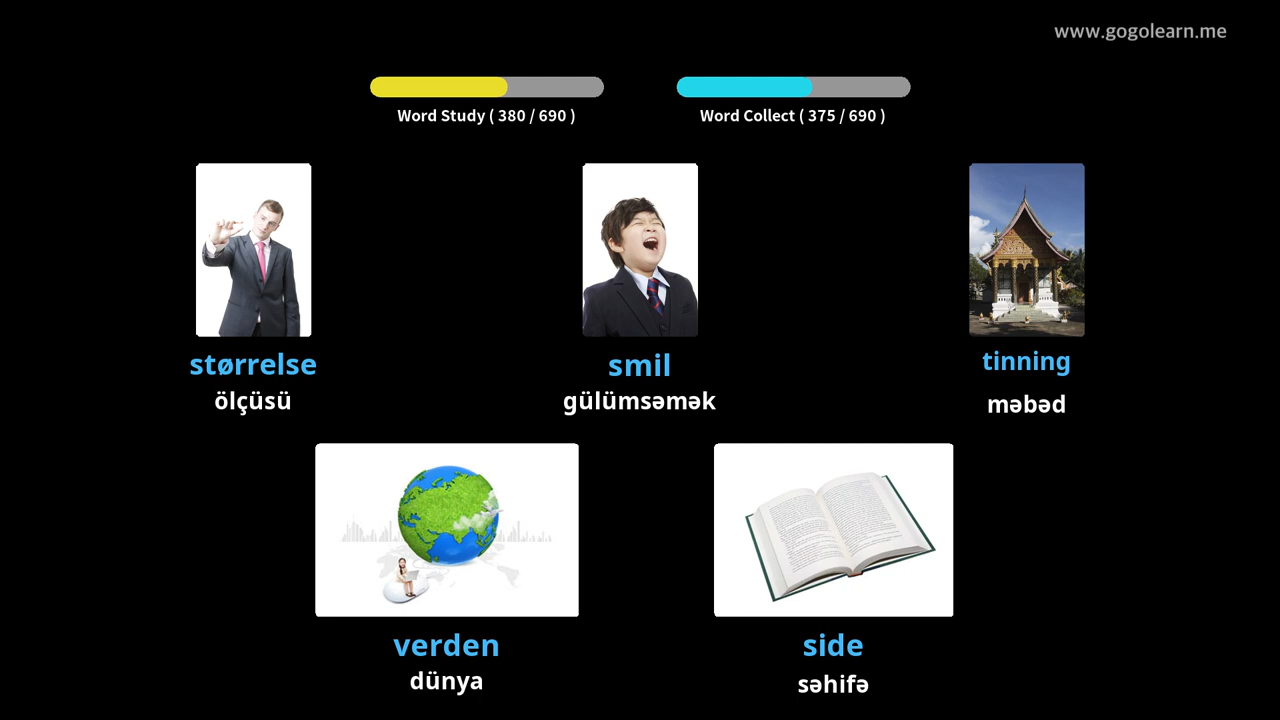 www.gogolearn.me
Word Study ( 380 / 690 )
Word Collect ( 375 / 690 )
størrelse
ölçüsü
smil
gülümsəmək
tinning
məbəd
verden
dünya
side
səhifə